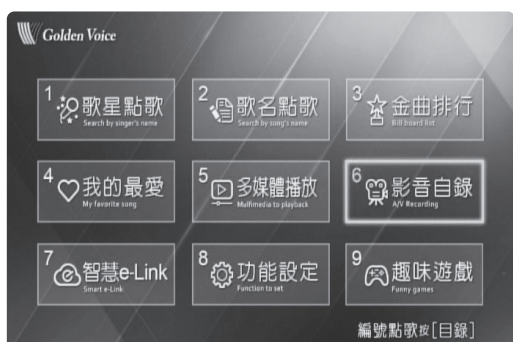 Golden Voice
1 歌星點歌
Search by singer's name
2 歌名點歌
Search by song's name
3 金曲排行
Bill board list
4 我的最愛
My favorite song
5 多媒體播放
Multimedia to playback
6 影音自錄
A/V Recording
7 智慧e-Link
Smart e-Link
8 功能設定
Function to set
9 趣味遊戲
Funny games
編號點歌按[目錄]